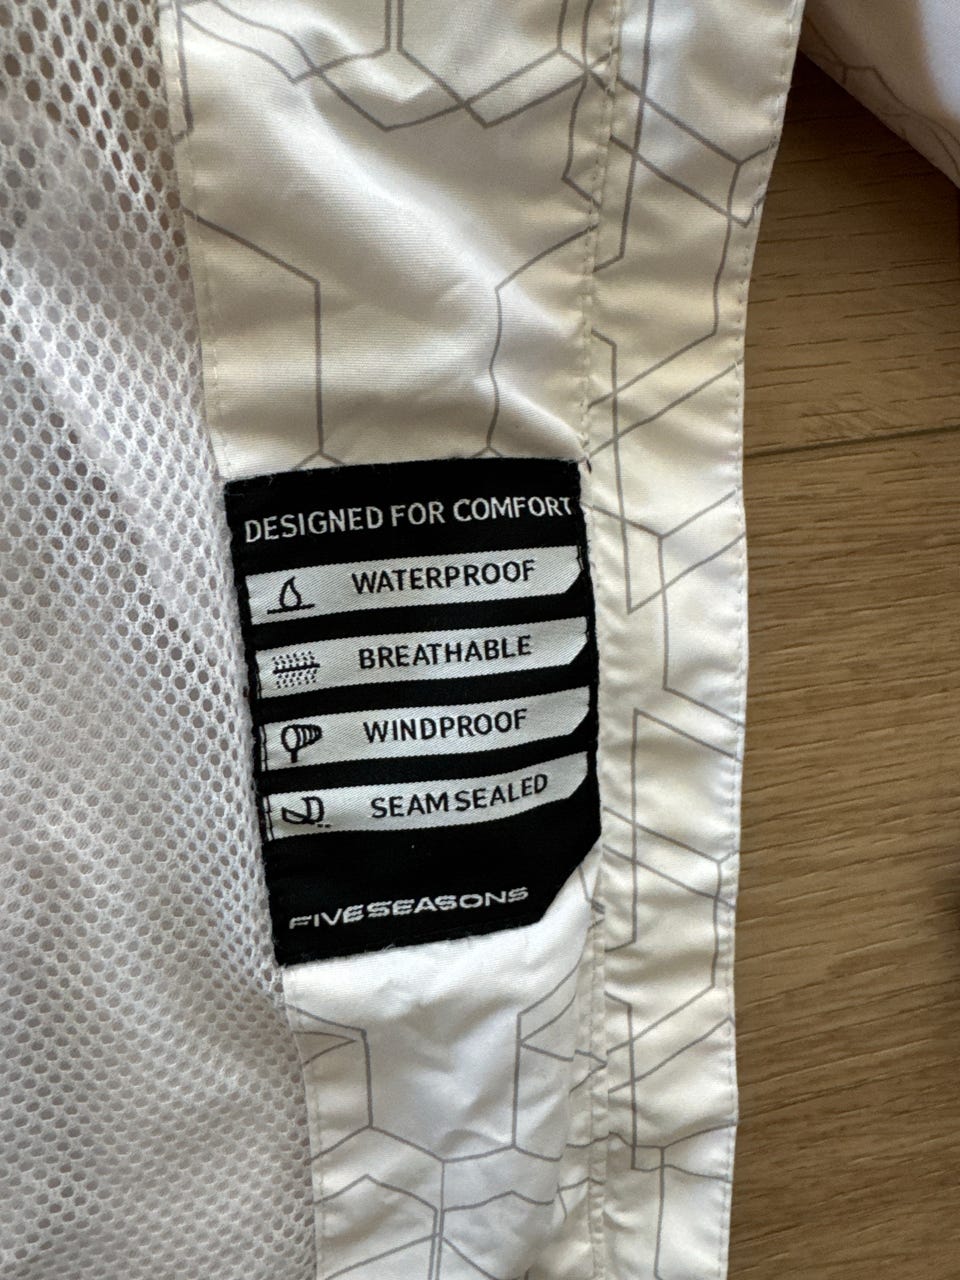 DESIGNED FOR COMFORT
WATERPROOF
BREATHABLE
WINDPROOF
SEAM SEALED
FIVESEASONS